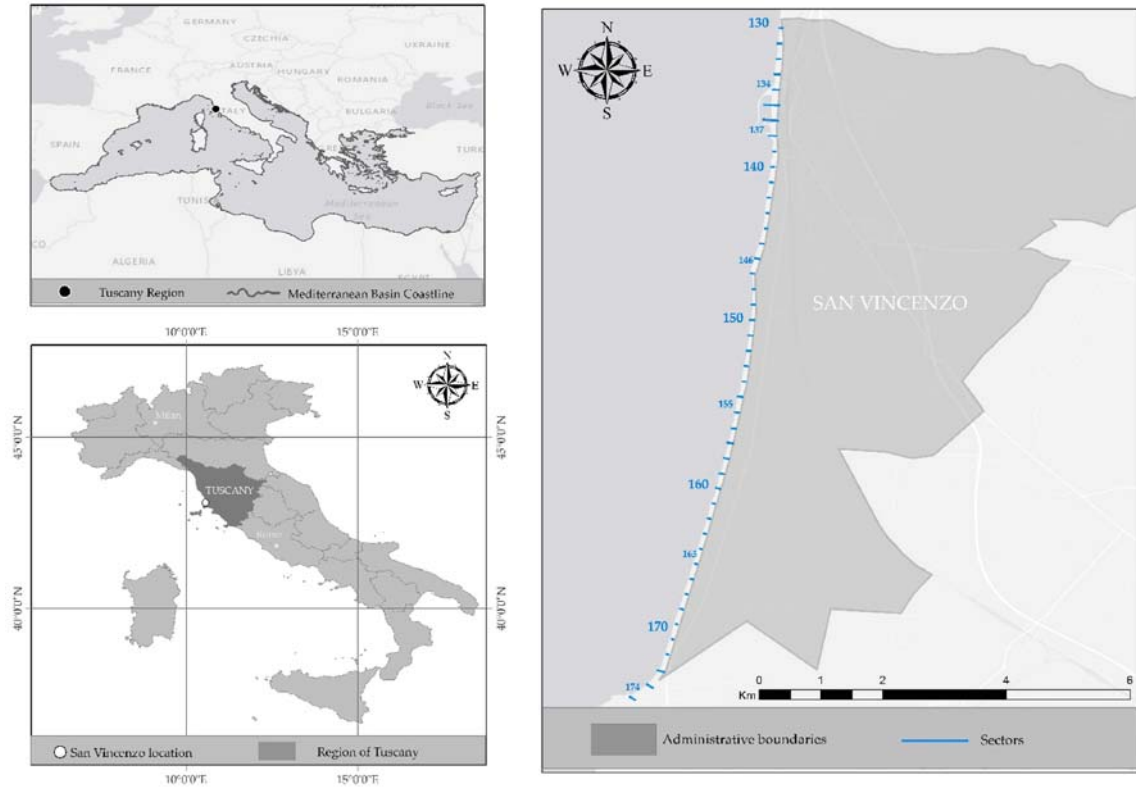 GERMANY
CZECHIA
UKRAINE
FRANCE
AUSTRIA
HUNGARY
ROMANIA
ITALY
BULGARIA
Black Sea
SPAIN
TURK
TUNIS
Mediterranean
Sea
ALGERIA
LIBYA
EGYPT
Tuscany Region
Mediterranean Basin Coastline
10°0'0"E
15°0'0"E
N
W
E
S
Milan
45°0'0"N
45°0'0"N
TUSCANY
Rome
40°0'0"N
40°0'0"N
San Vincenzo location
Region of Tuscany
10°0'0"E
15°0'0"E
N
W
E
S
130
134
137
140
146
SAN VINCENZO
150
155
160
165
170
174
0
1
2
4
6
Km
Administrative boundaries
Sectors